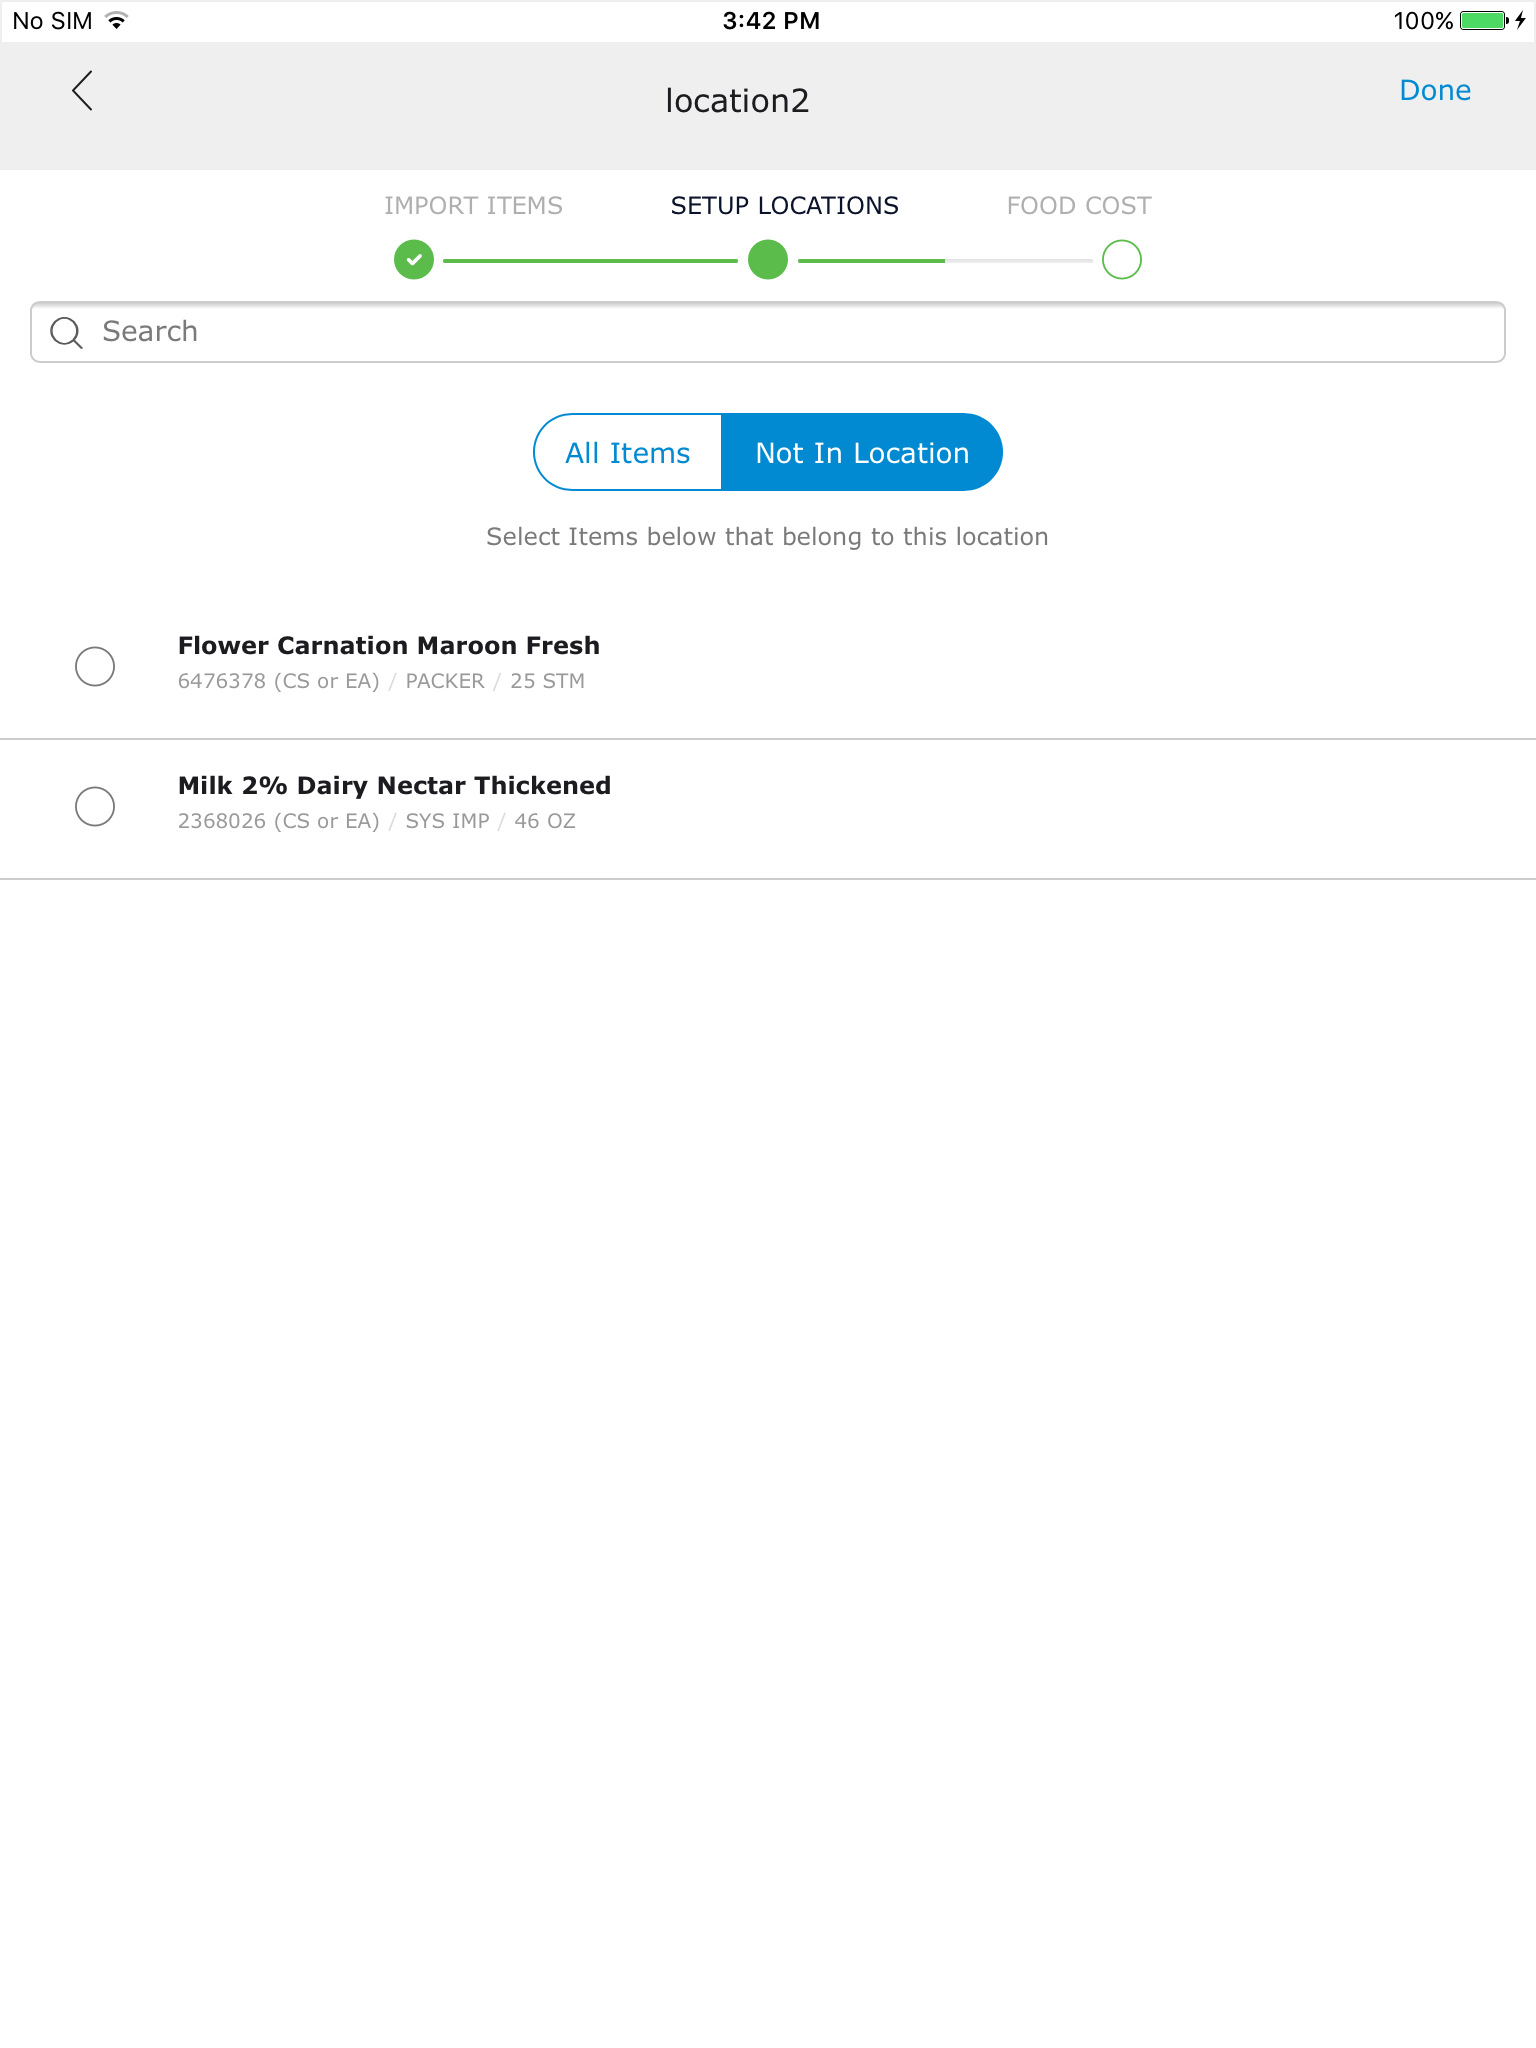 No SIM 3:42 PM 100%
location2 Done
IMPORT ITEMS SETUP LOCATIONS FOOD COST
Search
All Items Not In Location
Select Items below that belong to this location
Flower Carnation Maroon Fresh
6476378 (CS or EA) / PACKER / 25 STM
Milk 2% Dairy Nectar Thickened
2368026 (CS or EA) / SYS IMP / 46 OZ